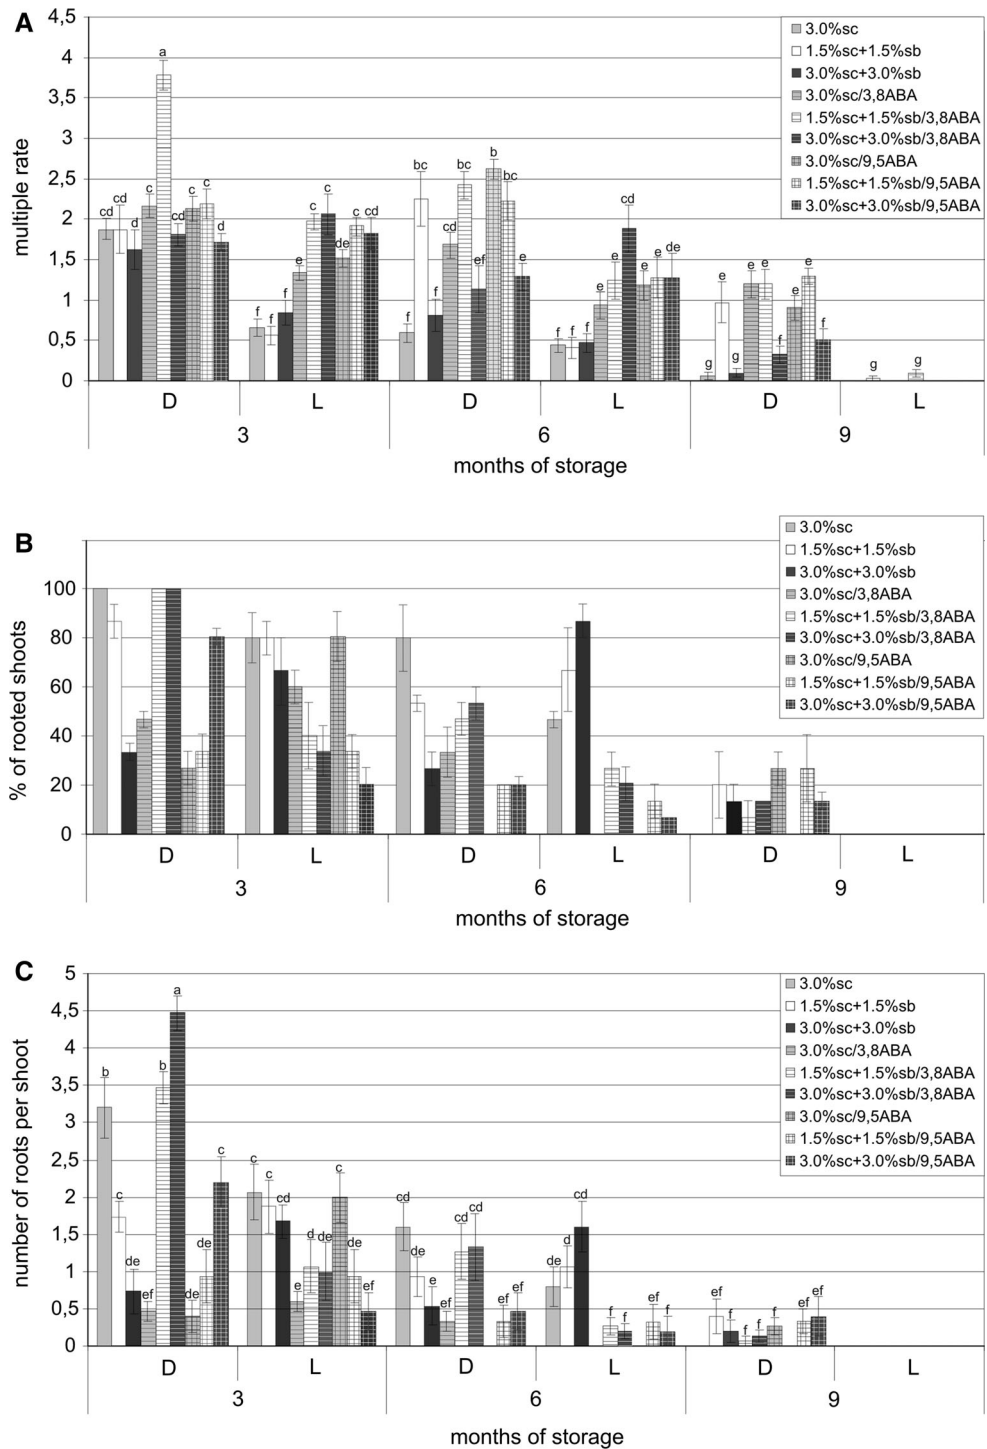 A
4,5
4
3,5
3
2,5
2
1,5
1
0,5
0
multiple rate
3.0%sc
1.5%sc+1.5%sb
3.0%sc+3.0%sb
3.0%sc/3,8ABA
1.5%sc+1.5%sb/3,8ABA
3.0%sc+3.0%sb/3,8ABA
3.0%sc/9,5ABA
1.5%sc+1.5%sb/9,5ABA
3.0%sc+3.0%sb/9,5ABA
cd cd d c a cd c c d
f f f e c c de c cd
f bc f cd bc ef b bc e
f f f e e cd e e de
g g e e f e e f
g g
D L D L D L
3 6 9
months of storage
B
100
80
60
40
20
0
% of rooted shoots
3.0%sc
1.5%sc+1.5%sb
3.0%sc+3.0%sb
3.0%sc/3,8ABA
1.5%sc+1.5%sb/3,8ABA
3.0%sc+3.0%sb/3,8ABA
3.0%sc/9,5ABA
1.5%sc+1.5%sb/9,5ABA
3.0%sc+3.0%sb/9,5ABA
D L D L D L
3 6 9
months of storage
C
5
4,5
4
3,5
3
2,5
2
1,5
1
0,5
0
number of roots per shoot
3.0%sc
1.5%sc+1.5%sb
3.0%sc+3.0%sb
3.0%sc/3,8ABA
1.5%sc+1.5%sb/3,8ABA
3.0%sc+3.0%sb/3,8ABA
3.0%sc/9,5ABA
1.5%sc+1.5%sb/9,5ABA
3.0%sc+3.0%sb/9,5ABA
b c de ef b a de de c
c c cd e d de c de ef
cd de e ef cd cd ef ef
de d cd f f ef f
ef f f f ef ef ef
D L D L D L
3 6 9
months of storage